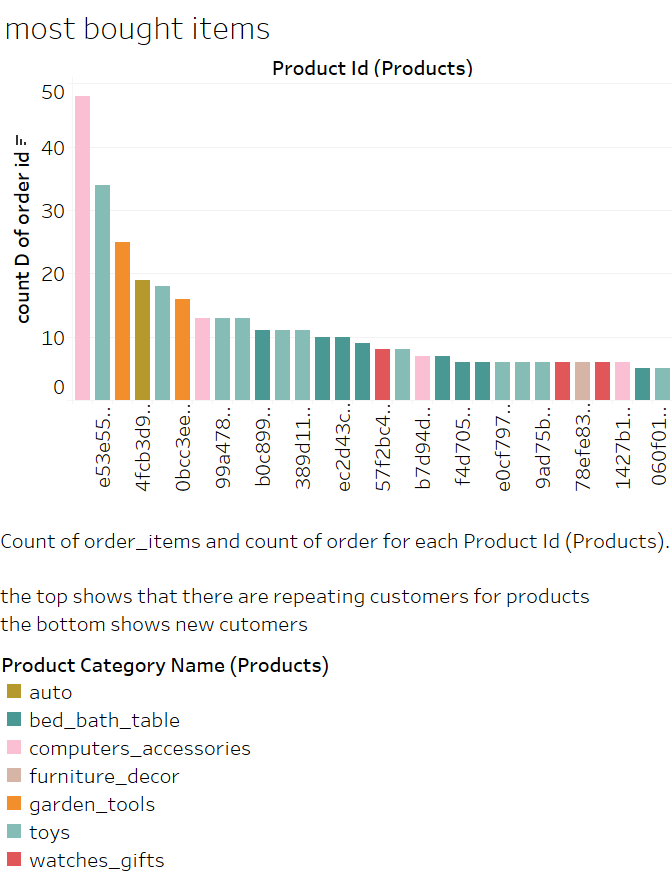 most bought items
Product Id (Products)
count D of order id
50
40
30
20
10
0
e53e55..
4fcb3d9..
0bcc3ee..
99a478..
b0c899..
389d11..
ec2d43c..
57f2bc4..
b7d94d..
f4d705..
e0cf797..
9ad75b..
78efe83..
1427b1..
060f01..
Count of order_items and count of order for each Product Id (Products).
the top shows that there are repeating customers for products
the bottom shows new cutomers
Product Category Name (Products)
auto
bed_bath_table
computers_accessories
furniture_decor
garden_tools
toys
watches_gifts